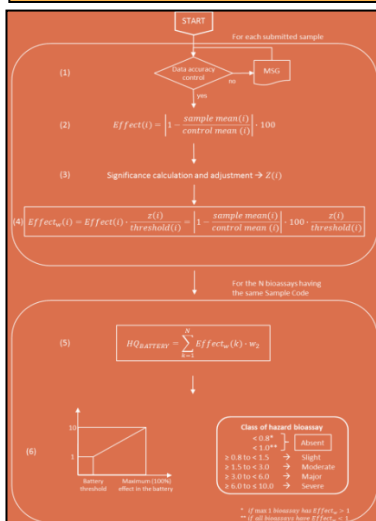 START
For each submitted sample
(1)
Data accuracy
control
no
MSG
yes
(2) Effect(i) = |1 − sample mean(i) / control mean (i)| · 100
(3) Significance calculation and adjustment → Z(i)
(4) Effect_w(i) = Effect(i) · z(i) / threshold(i) = |1 − sample mean(i) / control mean (i)| · 100 · z(i) / threshold(i)
For the N bioassays having
the same Sample Code
(5) HQ_BATTERY = ∑_{k=1}^{N} Effect_w(k) · w₂
(6)
10
1
Battery
threshold
Maximum (100%)
effect in the battery
Class of hazard bioassay
< 0.8*
< 1.0**
Absent
≥ 0.8 to < 1.5 → Slight
≥ 1.5 to < 3.0 → Moderate
≥ 3.0 to < 6.0 → Major
≥ 6.0 to ≤ 10.0 → Severe
* if max 1 bioassay has Effect_w > 1
** if all bioassays have Effect_w < 1